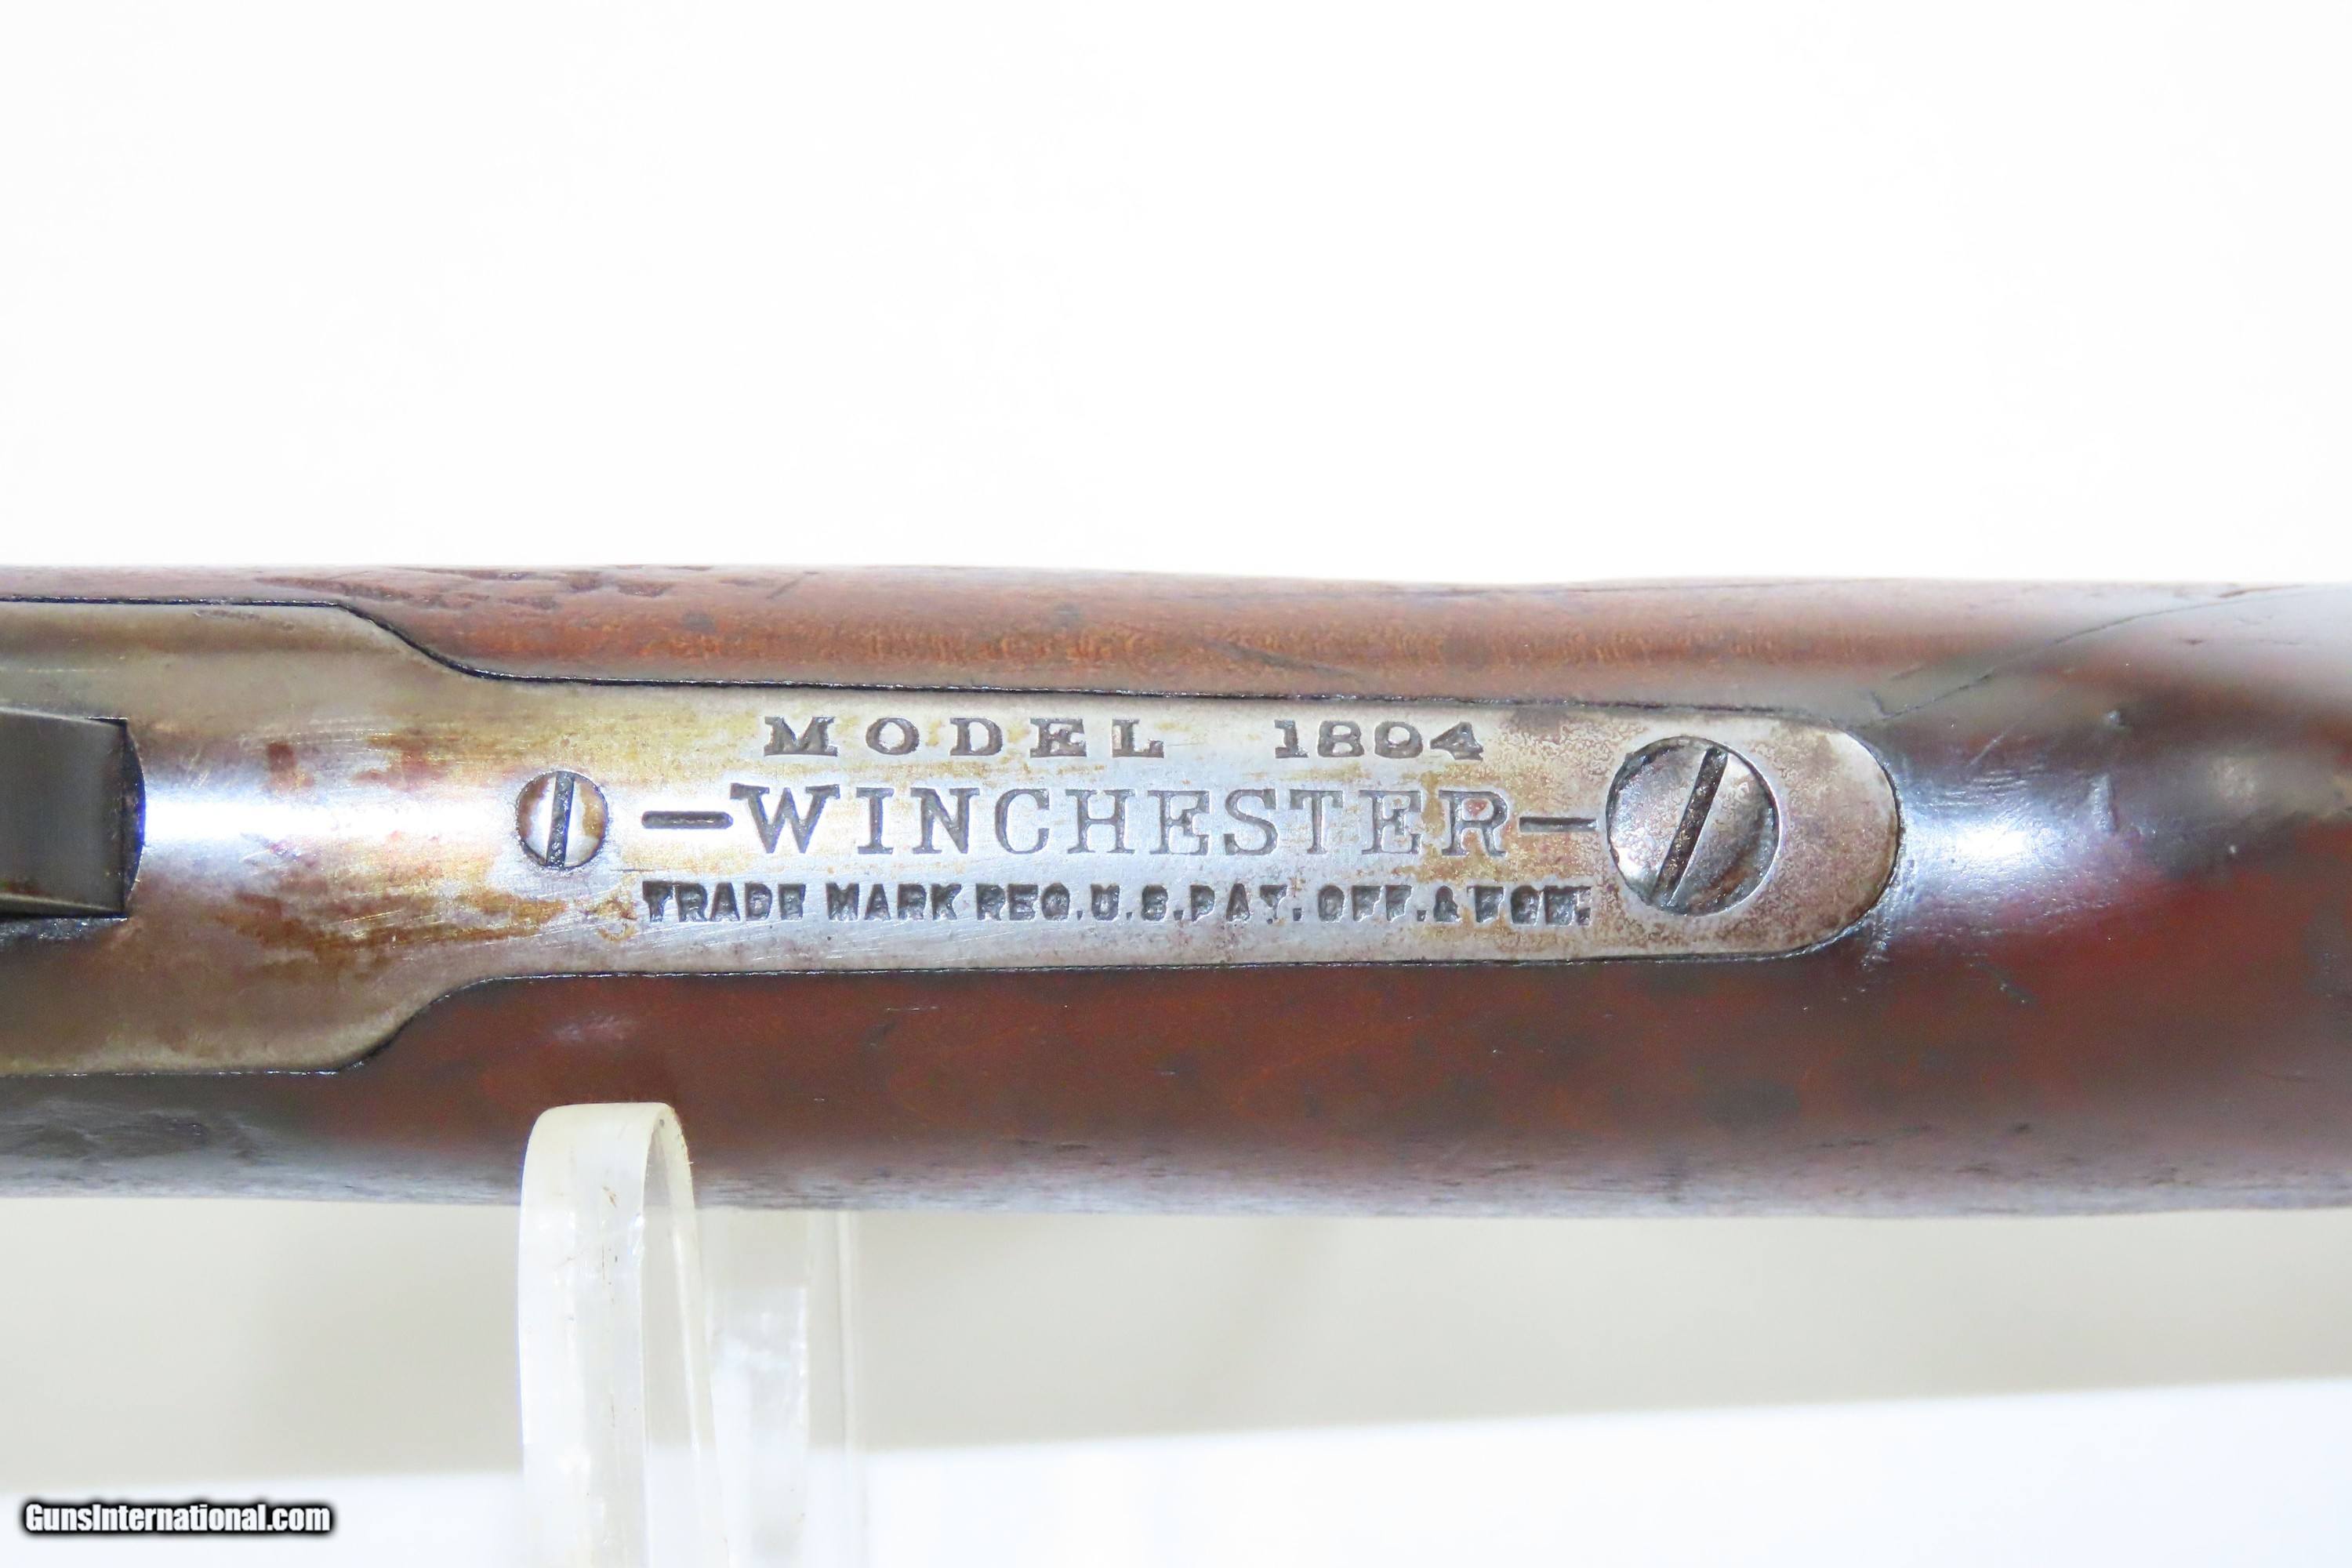 MODEL 1894
—WINCHESTER—
TRADE MARK REG. U.S. PAT. OFF. & FGN.
GunsInternational.com